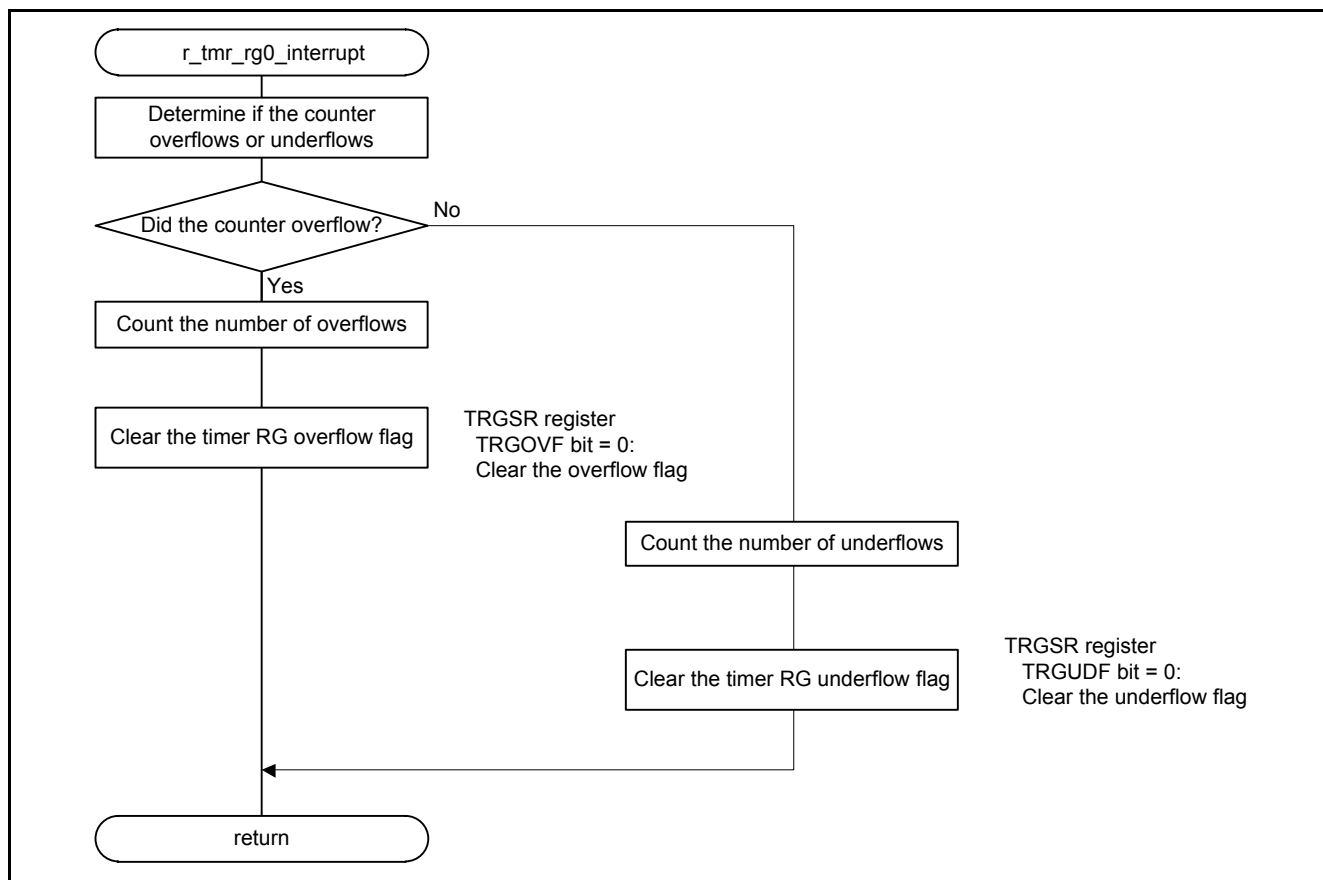 r_tmr_rg0_interrupt
Determine if the counter
overflows or underflows
Did the counter overflow?
No
Yes
Count the number of overflows
Clear the timer RG overflow flag
TRGSR register
TRGOVF bit = 0:
Clear the overflow flag
Count the number of underflows
Clear the timer RG underflow flag
TRGSR register
TRGUDF bit = 0:
Clear the underflow flag
return